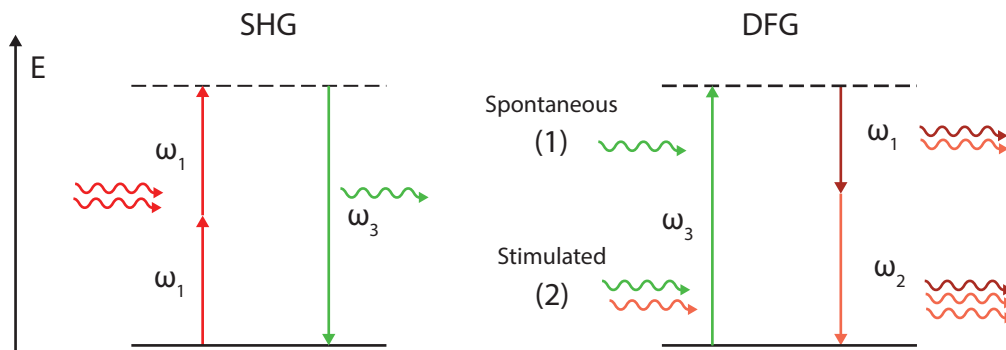 SHG
DFG
E
ω₁
ω₁
ω₃
Spontaneous
(1)
Stimulated
(2)
ω₃
ω₁
ω₂